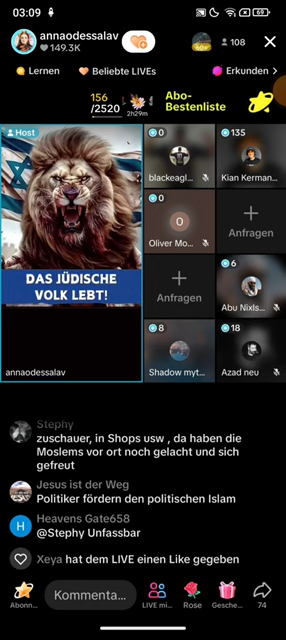 03:09
69
annaodessalav
149.3K
108
Lernen
Beliebte LIVEs
Erkunden
156
/2520
2h29m
Abo-
Bestenliste
Host
0
135
blackeagl...
Kian Kerman...
DAS JÜDISCHE
VOLK LEBT!
0
O
Oliver Mo...
Anfragen
Anfragen
6
Abu Nixls...
8
18
annaodessalav
Shadow myt...
Azad neu
Stephy
zuschauer, in Shops usw , da haben die
Moslems vor ort noch gelacht und sich
gefreut
Jesus ist der Weg
Politiker fördern den politischen Islam
H
Heavens Gate658
@Stephy Unfassbar
Xeya hat dem LIVE einen Like gegeben
Abonn...
Kommenta...
LIVE mi...
Rose
Gesche...
74